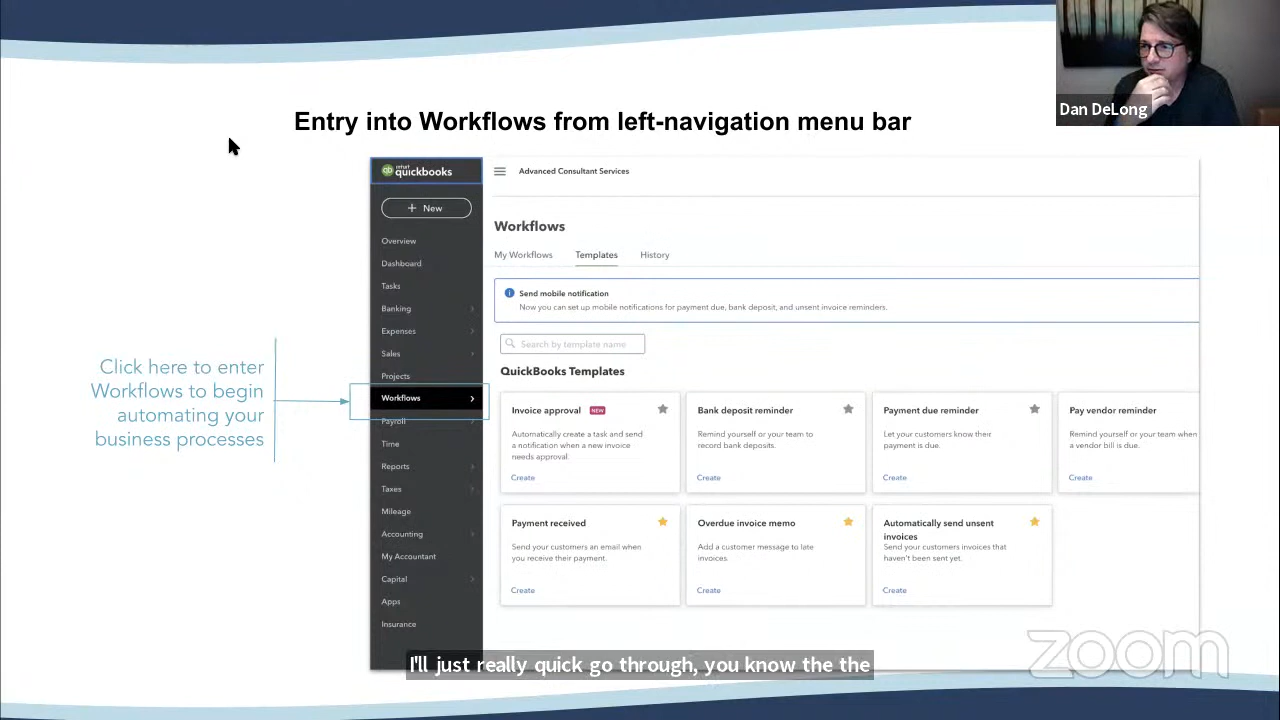 Dan DeLong
Entry into Workflows from left-navigation menu bar
Click here to enter
Workflows to begin
automating your
business processes
intuit
quickbooks
+ New
Overview
Dashboard
Tasks
Banking
Expenses
Sales
Projects
Workflows
Payroll
Time
Reports
Taxes
Mileage
Accounting
My Accountant
Capital
Apps
Insurance
Advanced Consultant Services
Workflows
My Workflows Templates History
Send mobile notification
Now you can set up mobile notifications for payment due, bank deposit, and unsent invoice reminders.
Search by template name
QuickBooks Templates
Invoice approval NEW
Automatically create a task and send
a notification when a new invoice
needs approval.
Create
Bank deposit reminder
Remind yourself or your team to
record bank deposits.
Create
Payment due reminder
Let your customers know their
payment is due.
Create
Pay vendor reminder
Remind yourself or your team when
a vendor bill is due.
Create
Payment received
Send your customers an email when
you receive their payment.
Create
Overdue invoice memo
Add a customer message to late
invoices.
Create
Automatically send unsent
invoices
Send your customers invoices that
haven't been sent yet.
Create
I'll just really quick go through, you know the the
zoom